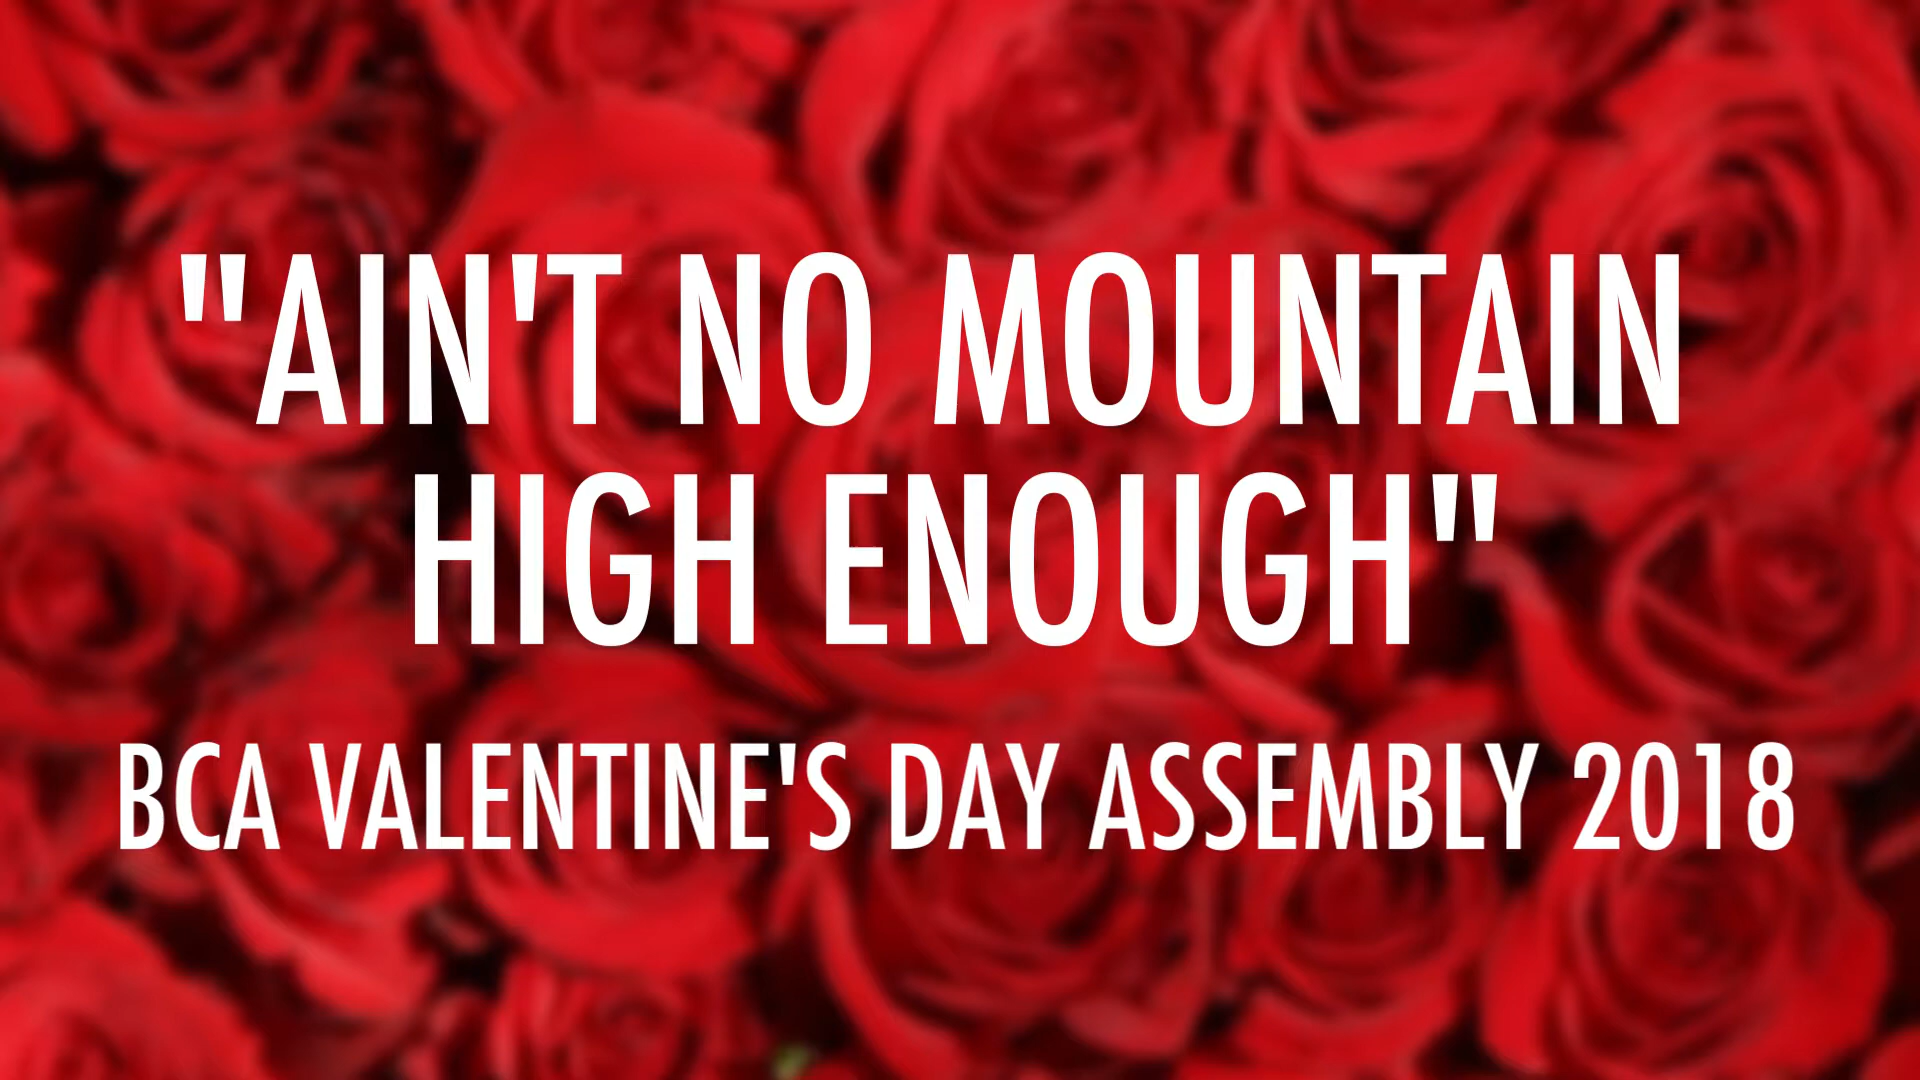 "AIN'T NO MOUNTAIN
HIGH ENOUGH"
BCA VALENTINE'S DAY ASSEMBLY 2018